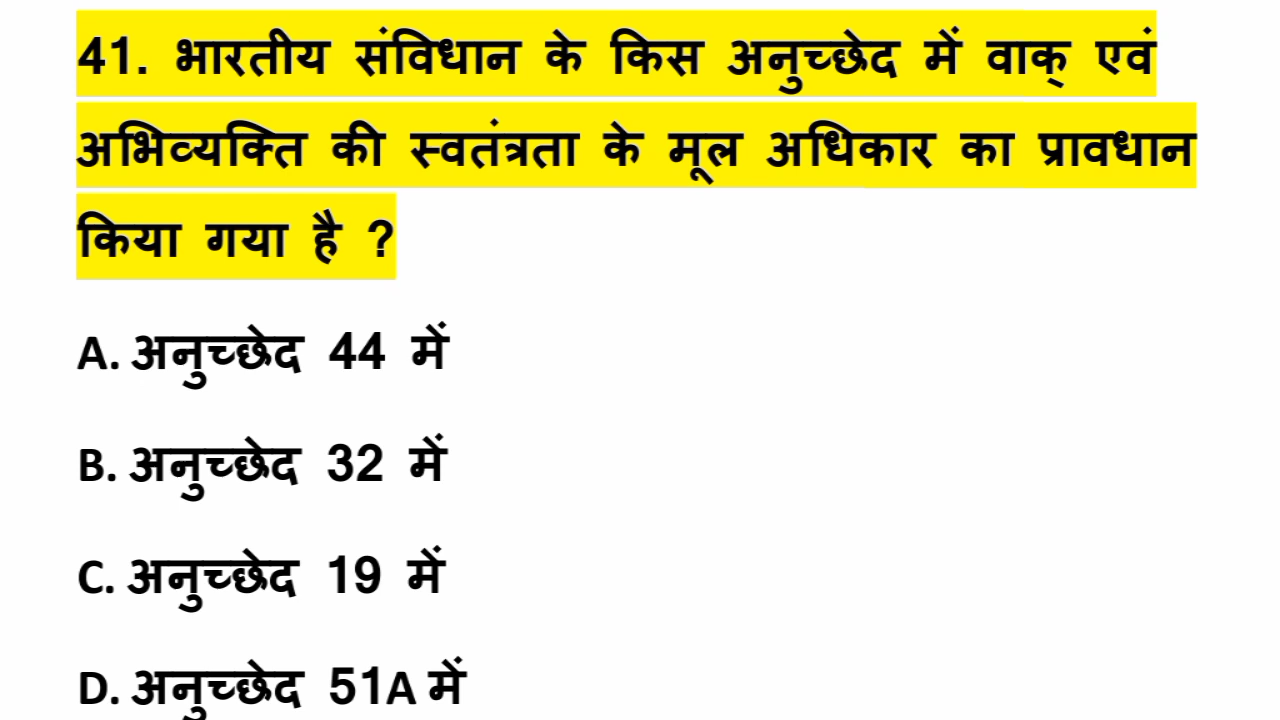 41. भारतीय संविधान के किस अनुच्छेद में वाक् एवं
अभिव्यक्ति की स्वतंत्रता के मूल अधिकार का प्रावधान
किया गया है ?
A. अनुच्छेद 44 में
B. अनुच्छेद 32 में
C. अनुच्छेद 19 में
D. अनुच्छेद 51A में